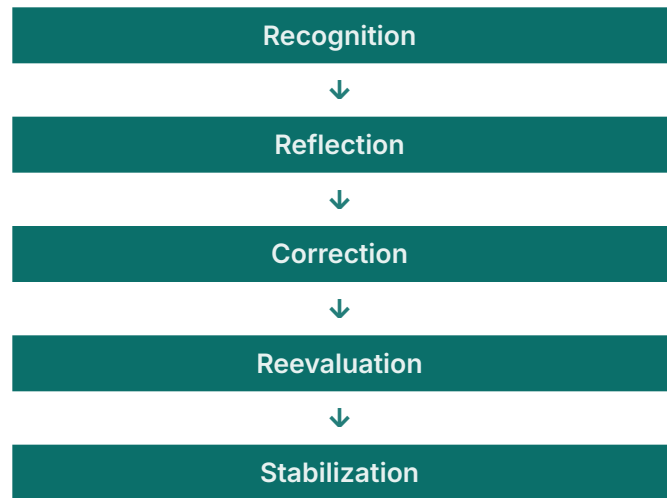 Recognition
↓
Reflection
↓
Correction
↓
Reevaluation
↓
Stabilization